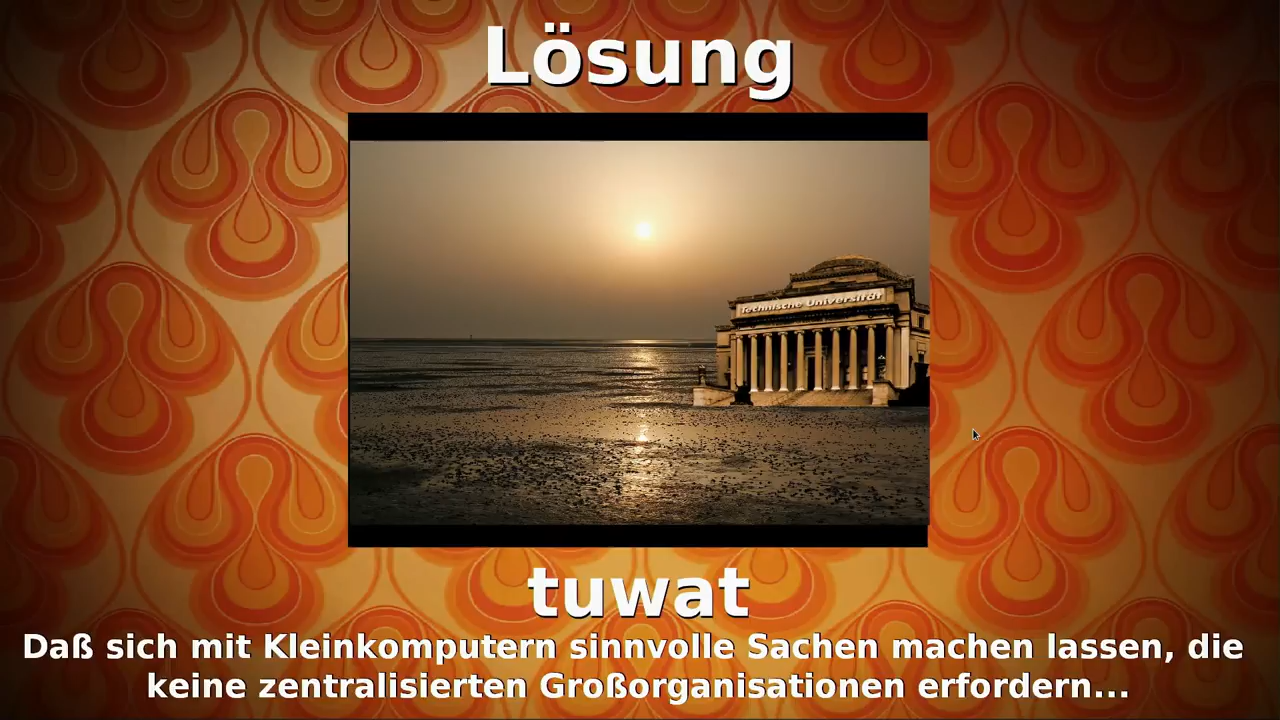 Lösung
Technische Universität
tuwat
Daß sich mit Kleinkomputern sinnvolle Sachen machen lassen, die
keine zentralisierten Großorganisationen erfordern...